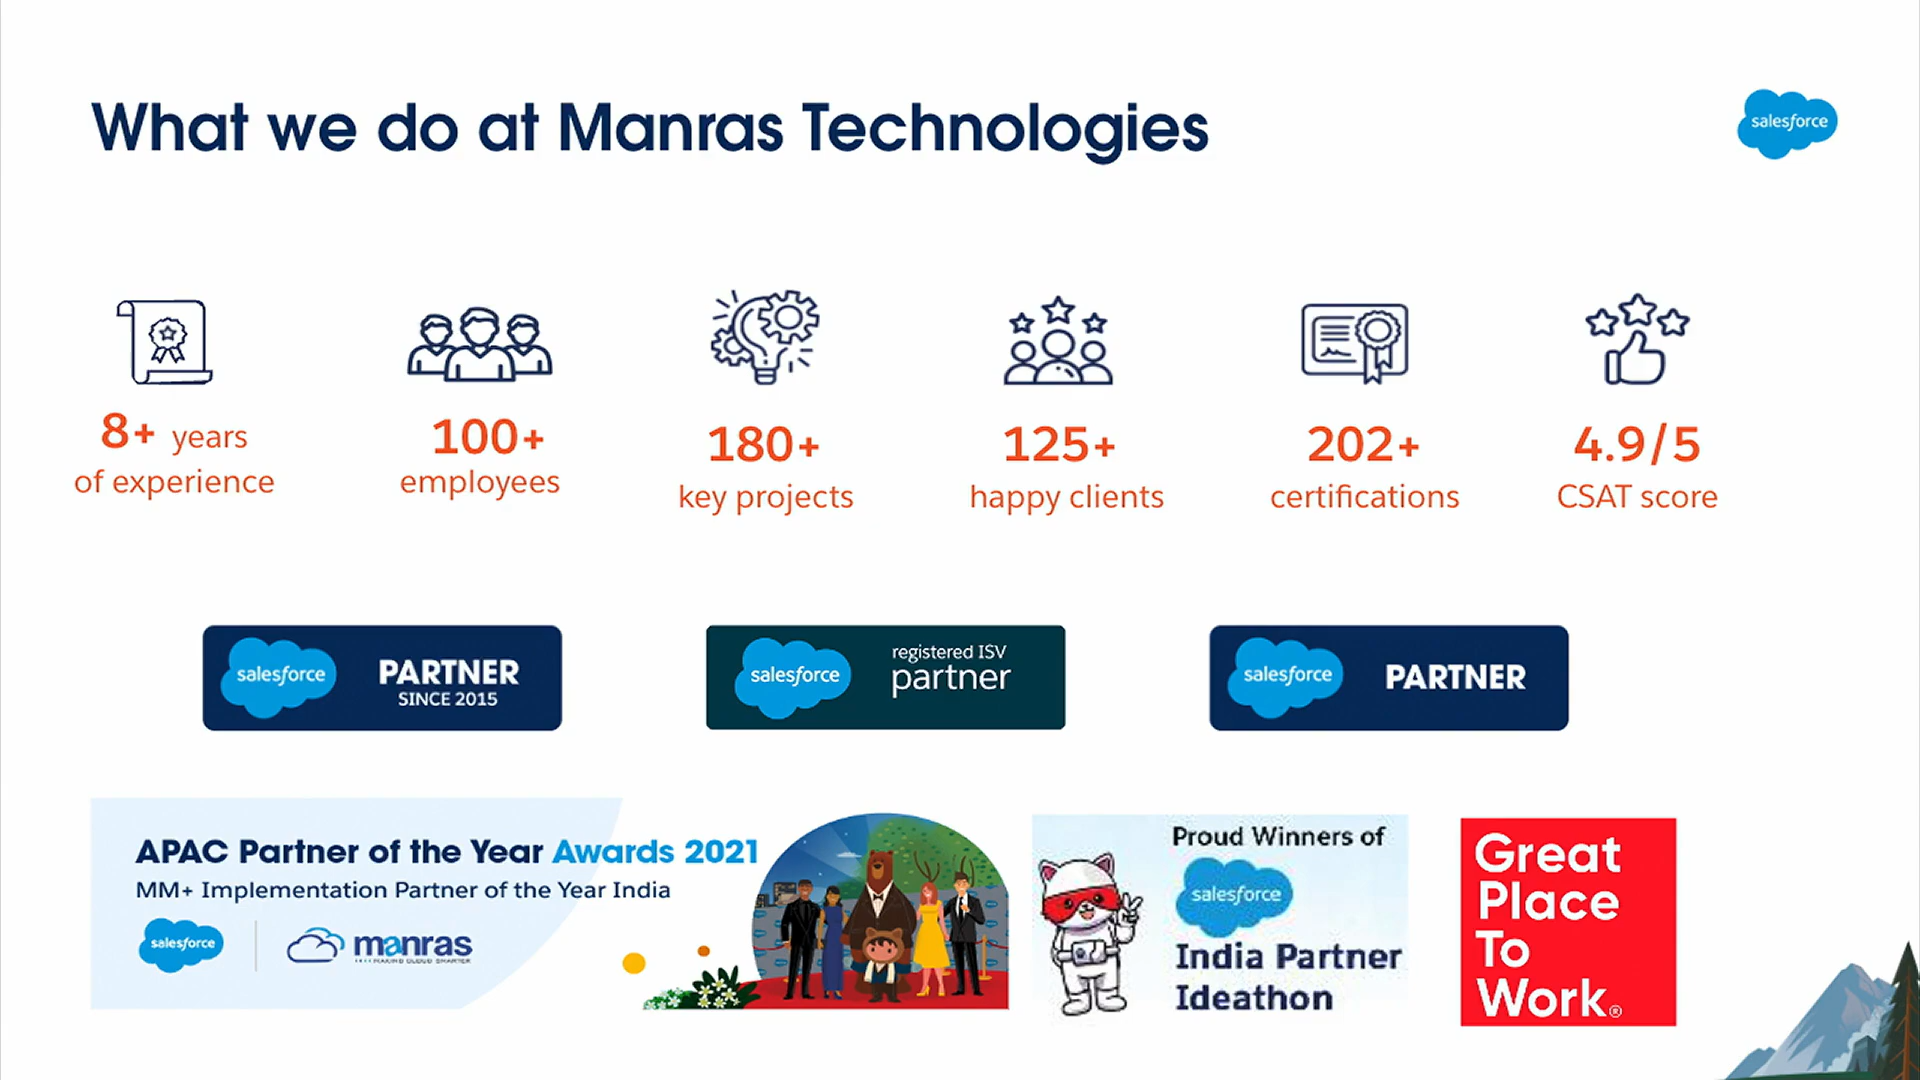 What we do at Manras Technologies
salesforce
8+ years
of experience
100+
employees
180+
key projects
125+
happy clients
202+
certifications
4.9/5
CSAT score
salesforce
PARTNER
SINCE 2015
salesforce
registered ISV
partner
salesforce
PARTNER
APAC Partner of the Year Awards 2021
MM+ Implementation Partner of the Year India
salesforce
manras
MAKING CLOUD SMARTER
Proud Winners of
salesforce
India Partner
Ideathon
Great
Place
To
Work®